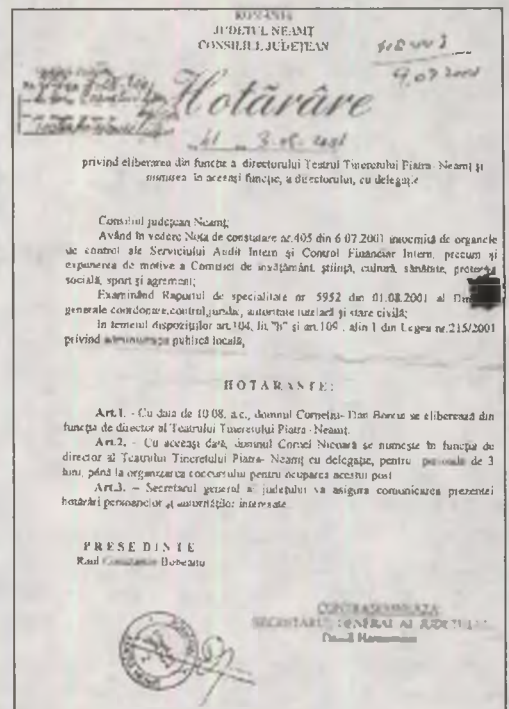 ROMÂNIA
JUDEȚUL NEAMȚ
CONSILIUL JUDEȚEAN
9.07 2001
Hotărâre
privind eliberarea din funcție a directorului Teatrul Tineretului Piatra-Neamț și
numirea în aceeași funcție, a directorului, cu delegație
Consiliul județean Neamț;
Având în vedere Nota de constatare nr.405 din 6.07.2001 întocmită de organele
de control ale Serviciului Audit Intern și Control Financiar Intern, precum și
expunerea de motive a Comisiei de învățământ, știință, cultură, sănătate, protecția
socială, sport și agrement;
Examinând Raportul de specialitate nr 5952 din 01.08.2001 al
generale coordonare,control,juridic, autoritate tutelară și stare civilă;
În temeiul dispozițiilor art.104, lit."h" și art.109 , alin 1 din Legea nr.215/2001
privind administrația publică locală,
HOTARASTE:
Art.1. - Cu data de 10.08. a.c., domnul Corneliu- Dan Borcia se eliberează din
funcția de director al Teatrului Tineretului Piatra -Neamț.
Art.2. - Cu aceeași dată, domnul Cornel Nicoară se numește în funcția de
director al Teatrului Tineretului Piatra- Neamț cu delegație, pentru perioada de 3
luni, până la organizarea concursului pentru ocuparea acestui post
Art.3. – Secretarul general al județului va asigura comunicarea prezentei
hotărâri persoanelor și autorităților interesate.
PRESEDINTE
CONTRASEMNEAZA
SECRETARUL GENERAL AL JUDETULUI